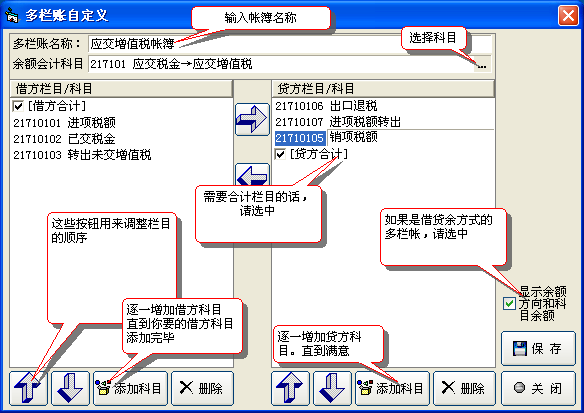 多栏账自定义
输入帐簿名称
多栏账名称：
应交增值税帐簿
选择科目
余额会计科目
217101 应交税金→应交增值税
...
借方栏目/科目
[借方合计]
21710101 进项税额
21710102 已交税金
21710103 转出未交增值税
贷方栏目/科目
21710106 出口退税
21710107 进项税额转出
21710105 销项税额
[贷方合计]
需要合计栏目的话，
请选中
这些按钮用来调整栏目
的顺序
如果是借贷余方式的
多栏帐，请选中
逐一增加借方科目
直到你要的借方科目
添加完毕
逐一增加贷方科
目。直到满意
显示余额
方向和科
目余额
保 存
添加科目
删除
添加科目
删除
关 闭